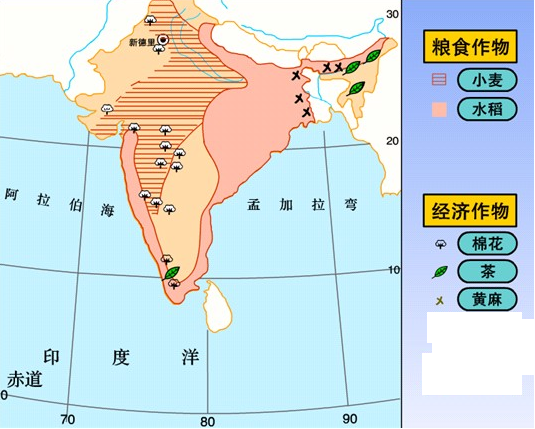 30
新德里
20
阿拉伯海
孟加拉湾
10
印度洋
赤道
0
70
80
90
粮食作物
小麦
水稻
经济作物
棉花
茶
黄麻